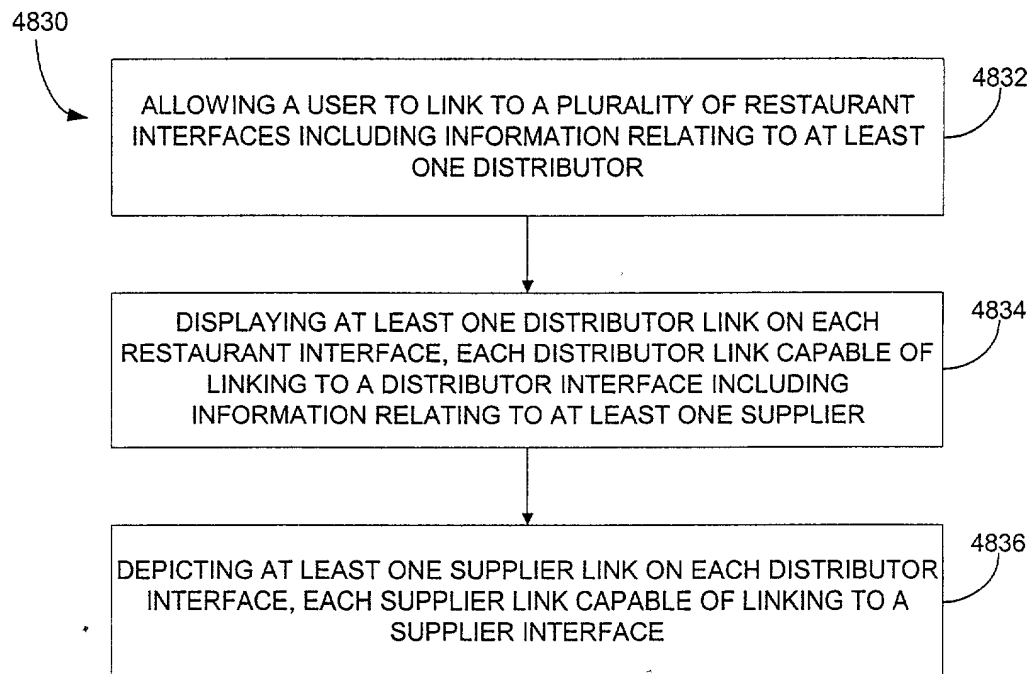 4830
4832
ALLOWING A USER TO LINK TO A PLURALITY OF RESTAURANT
INTERFACES INCLUDING INFORMATION RELATING TO AT LEAST
ONE DISTRIBUTOR
4834
DISPLAYING AT LEAST ONE DISTRIBUTOR LINK ON EACH
RESTAURANT INTERFACE, EACH DISTRIBUTOR LINK CAPABLE OF
LINKING TO A DISTRIBUTOR INTERFACE INCLUDING
INFORMATION RELATING TO AT LEAST ONE SUPPLIER
4836
DEPICTING AT LEAST ONE SUPPLIER LINK ON EACH DISTRIBUTOR
INTERFACE, EACH SUPPLIER LINK CAPABLE OF LINKING TO A
SUPPLIER INTERFACE